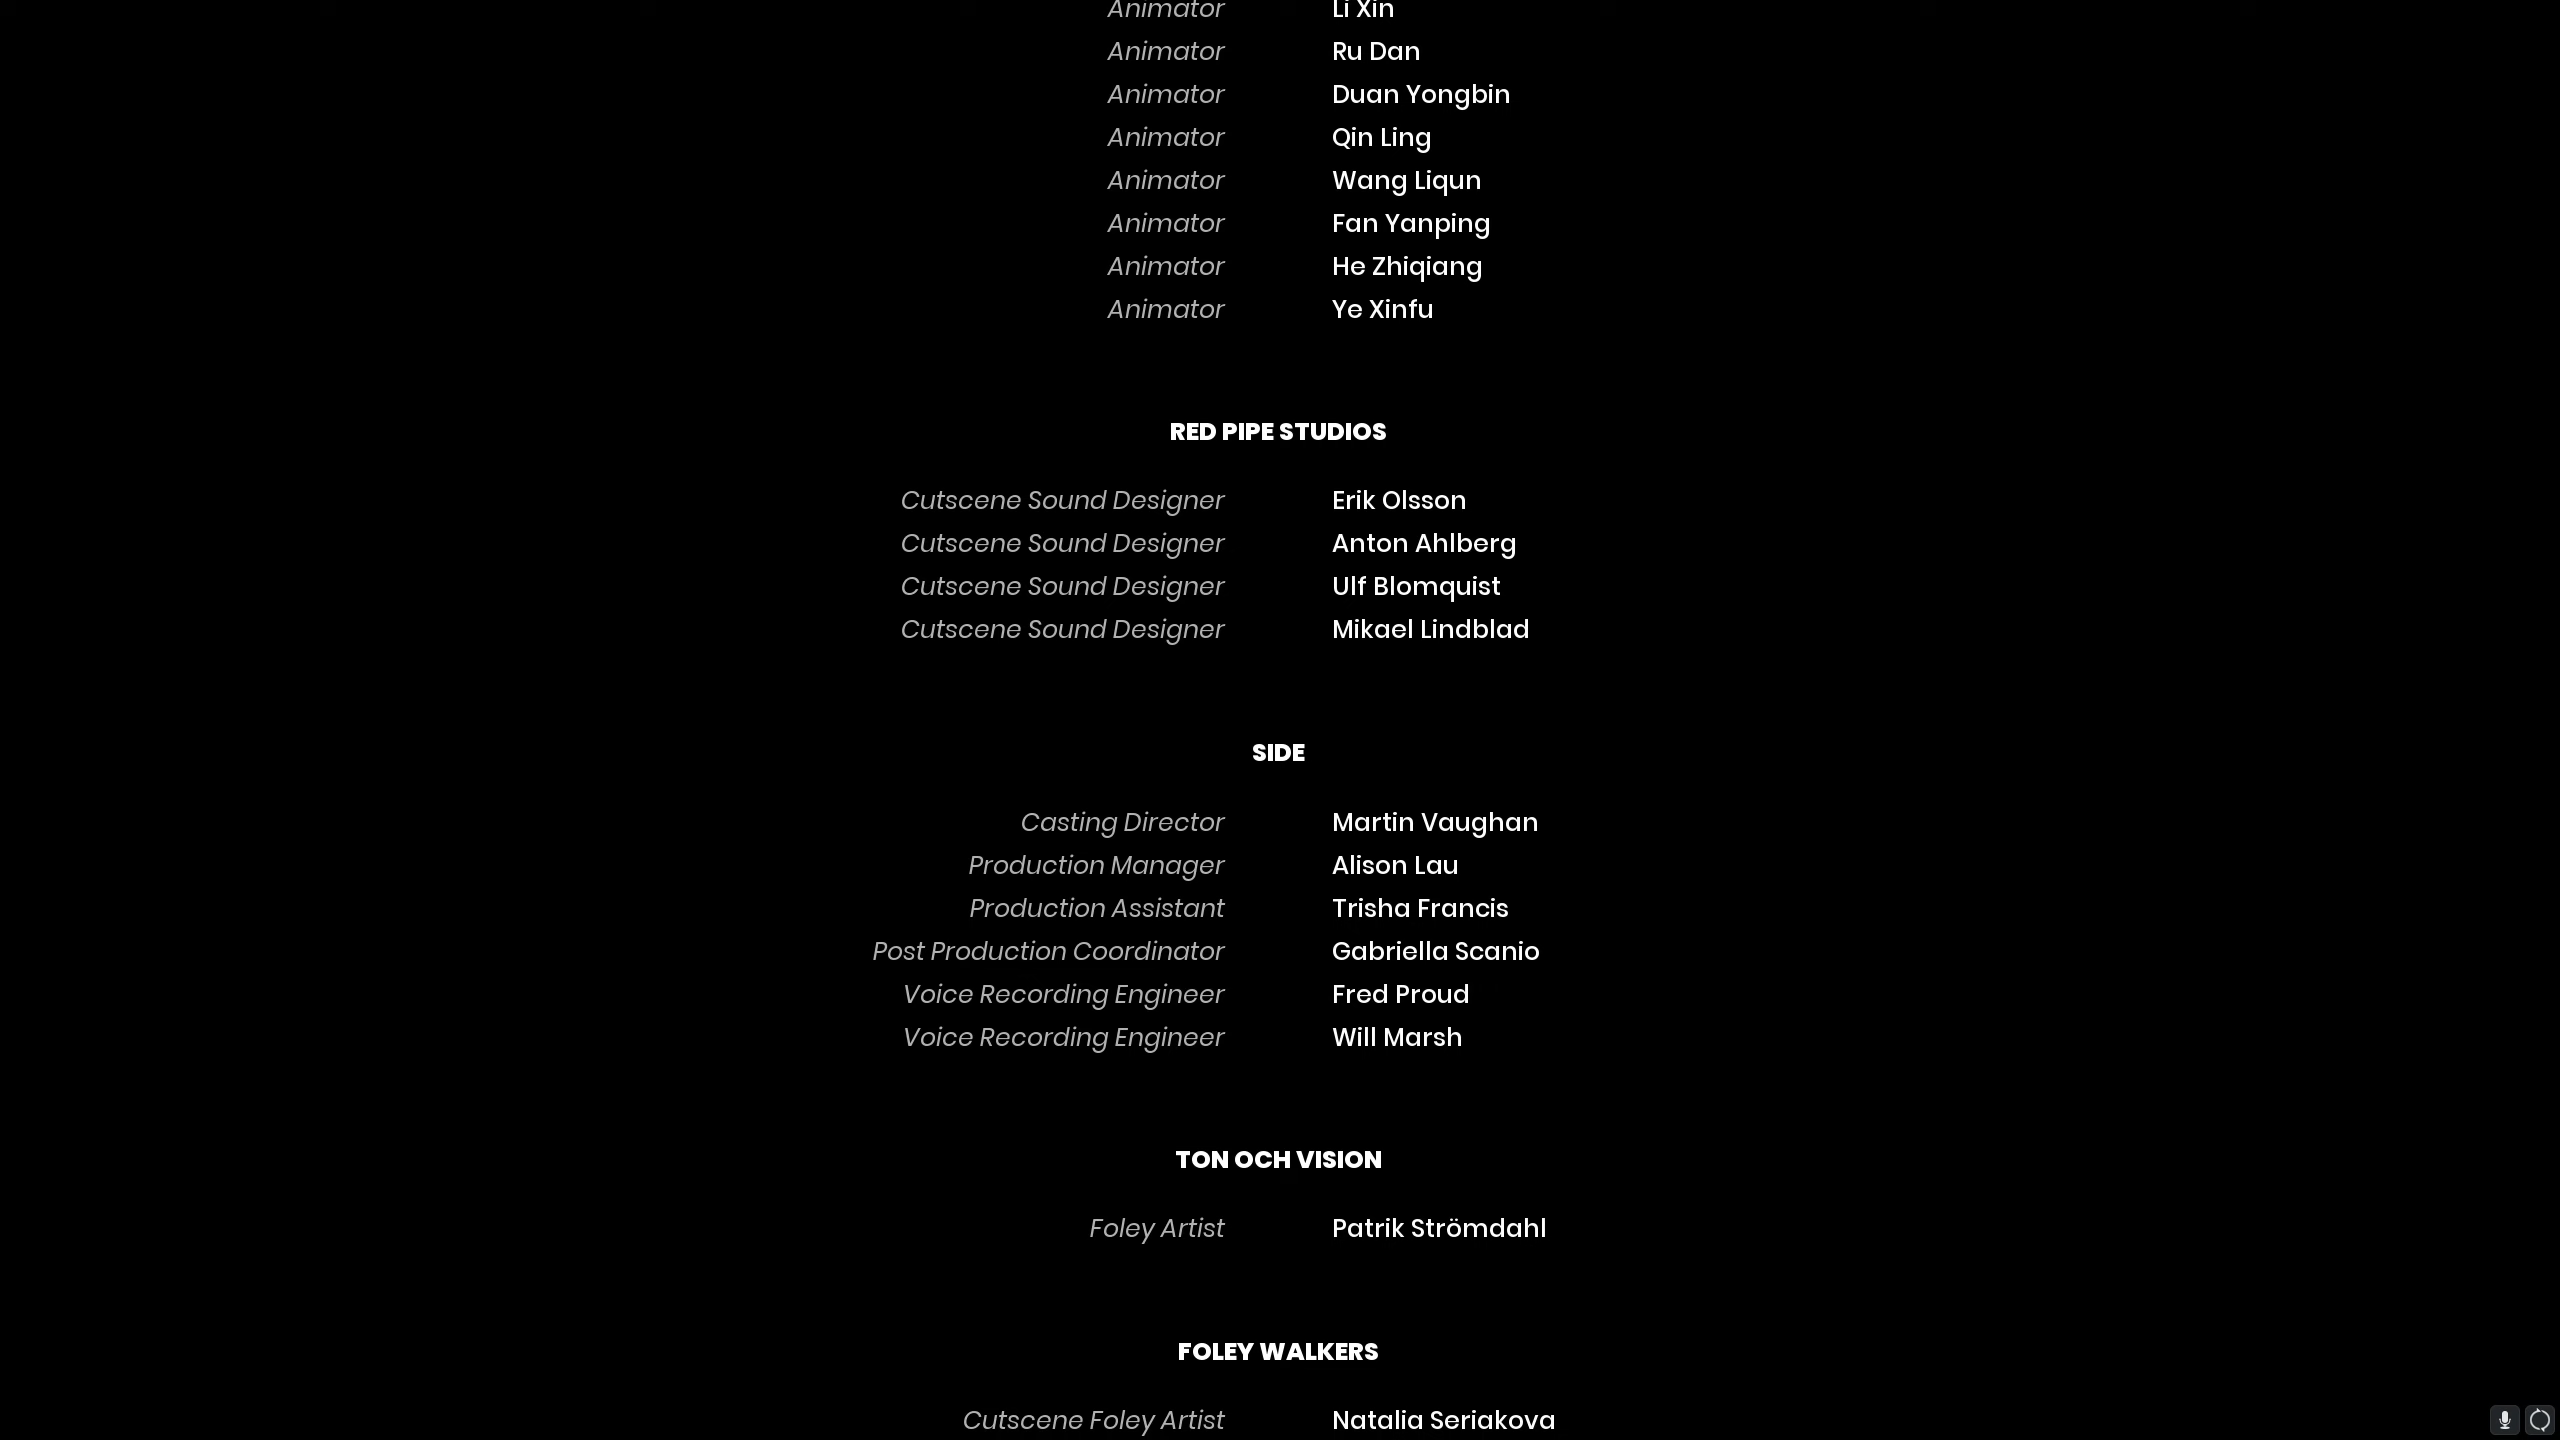 Animator Li Xin
Animator Ru Dan
Animator Duan Yongbin
Animator Qin Ling
Animator Wang Liqun
Animator Fan Yanping
Animator He Zhiqiang
Animator Ye Xinfu
RED PIPE STUDIOS
Cutscene Sound Designer Erik Olsson
Cutscene Sound Designer Anton Ahlberg
Cutscene Sound Designer Ulf Blomquist
Cutscene Sound Designer Mikael Lindblad
SIDE
Casting Director Martin Vaughan
Production Manager Alison Lau
Production Assistant Trisha Francis
Post Production Coordinator Gabriella Scanio
Voice Recording Engineer Fred Proud
Voice Recording Engineer Will Marsh
TON OCH VISION
Foley Artist Patrik Strömdahl
FOLEY WALKERS
Cutscene Foley Artist Natalia Seriakova